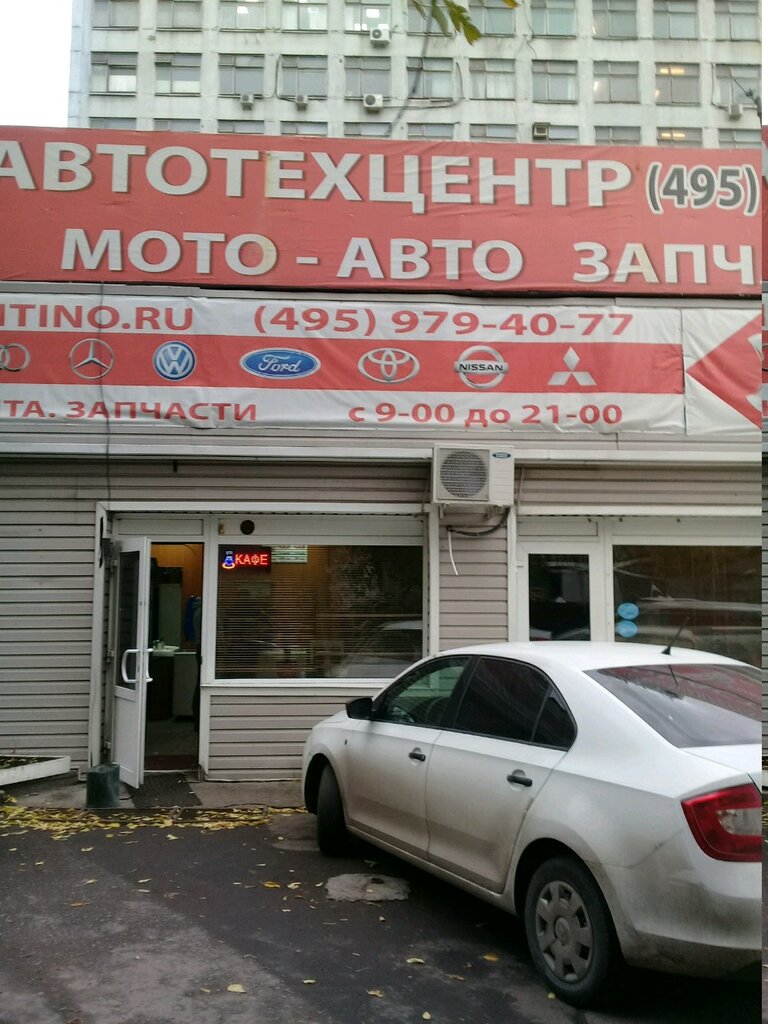 АВТОТЕХЦЕНТР (495)
МОТО - АВТО ЗАПЧ
NTINO.RU (495) 979-40-77
Ford NISSAN
ТА. ЗАПЧАСТИ с 9-00 до 21-00
КАФЕ